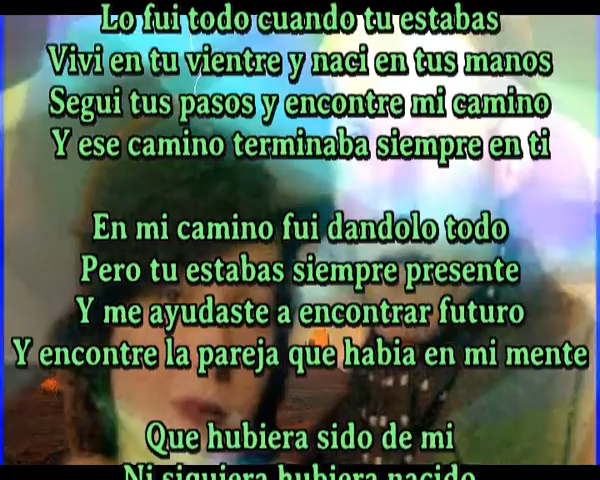 Lo fui todo cuando tu estabas
Vivi en tu vientre y naci en tus manos
Segui tus pasos y encontre mi camino
Y ese camino terminaba siempre en ti
En mi camino fui dandolo todo
Pero tu estabas siempre presente
Y me ayudaste a encontrar futuro
Y encontre la pareja que habia en mi mente
Que hubiera sido de mi
Ni siquiera hubiera nacido